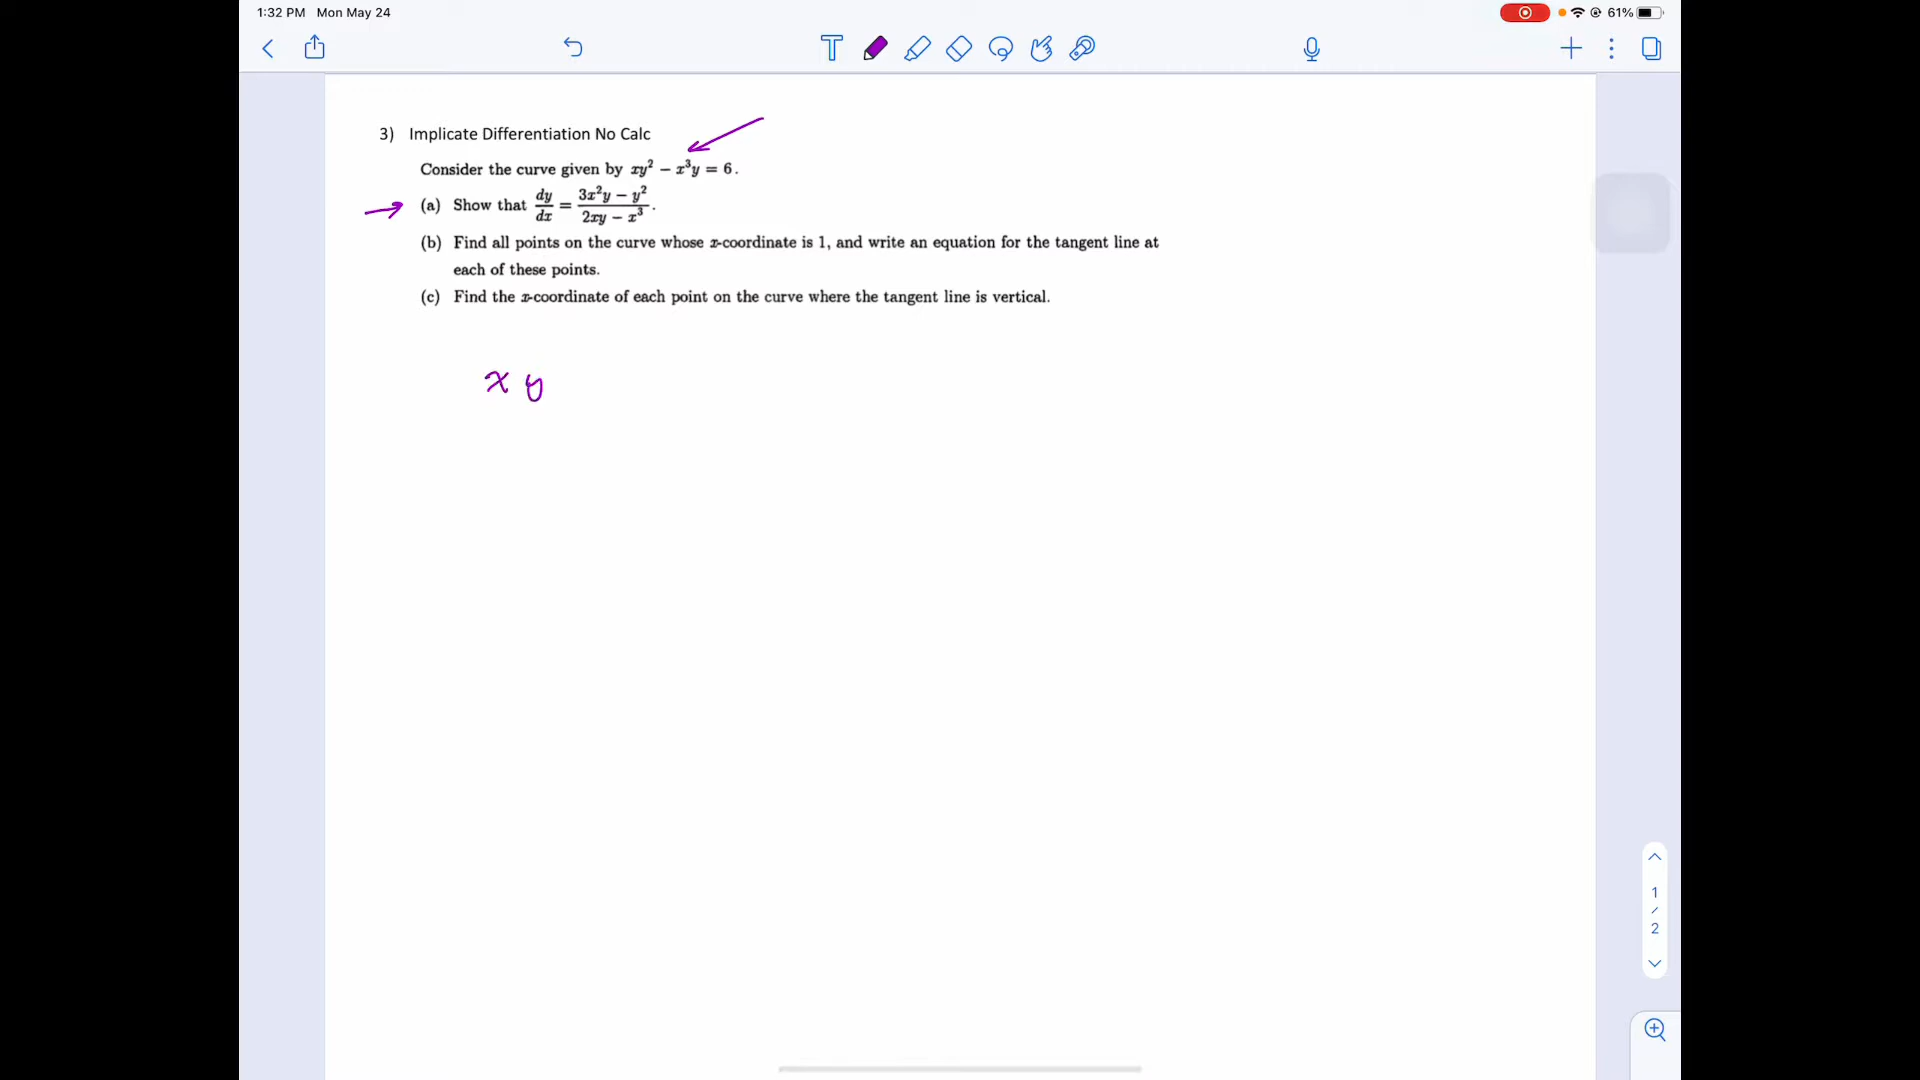 1:32 PM Mon May 24
61%
3) Implicate Differentiation No Calc
Consider the curve given by xy² − x³y = 6.
(a) Show that dy/dx = (3x²y − y²)/(2xy − x³).
(b) Find all points on the curve whose x-coordinate is 1, and write an equation for the tangent line at
each of these points.
(c) Find the x-coordinate of each point on the curve where the tangent line is vertical.
x y
1
/
2